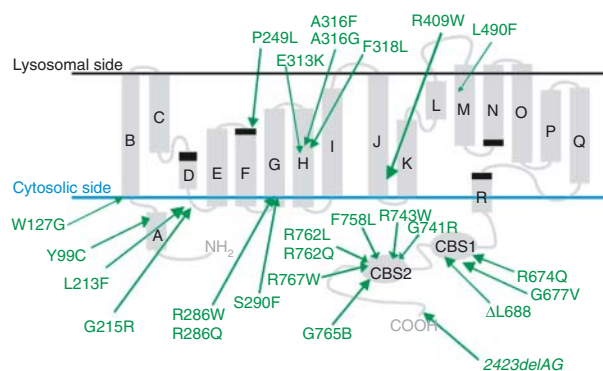 A316F
R409W
P249L
A316G
L490F
E313K
F318L
Lysosomal side
B
C
D
E
F
G
H
I
J
K
L
M
N
O
P
Q
R
Cytosolic side
W127G
A
Y99C
NH2
L213F
G215R
R286W
R286Q
S290F
F758L
R743W
G741R
R762L
R762Q
R767W
CBS2
CBS1
R674Q
G677V
ΔL688
G765B
COOH
2423delAG